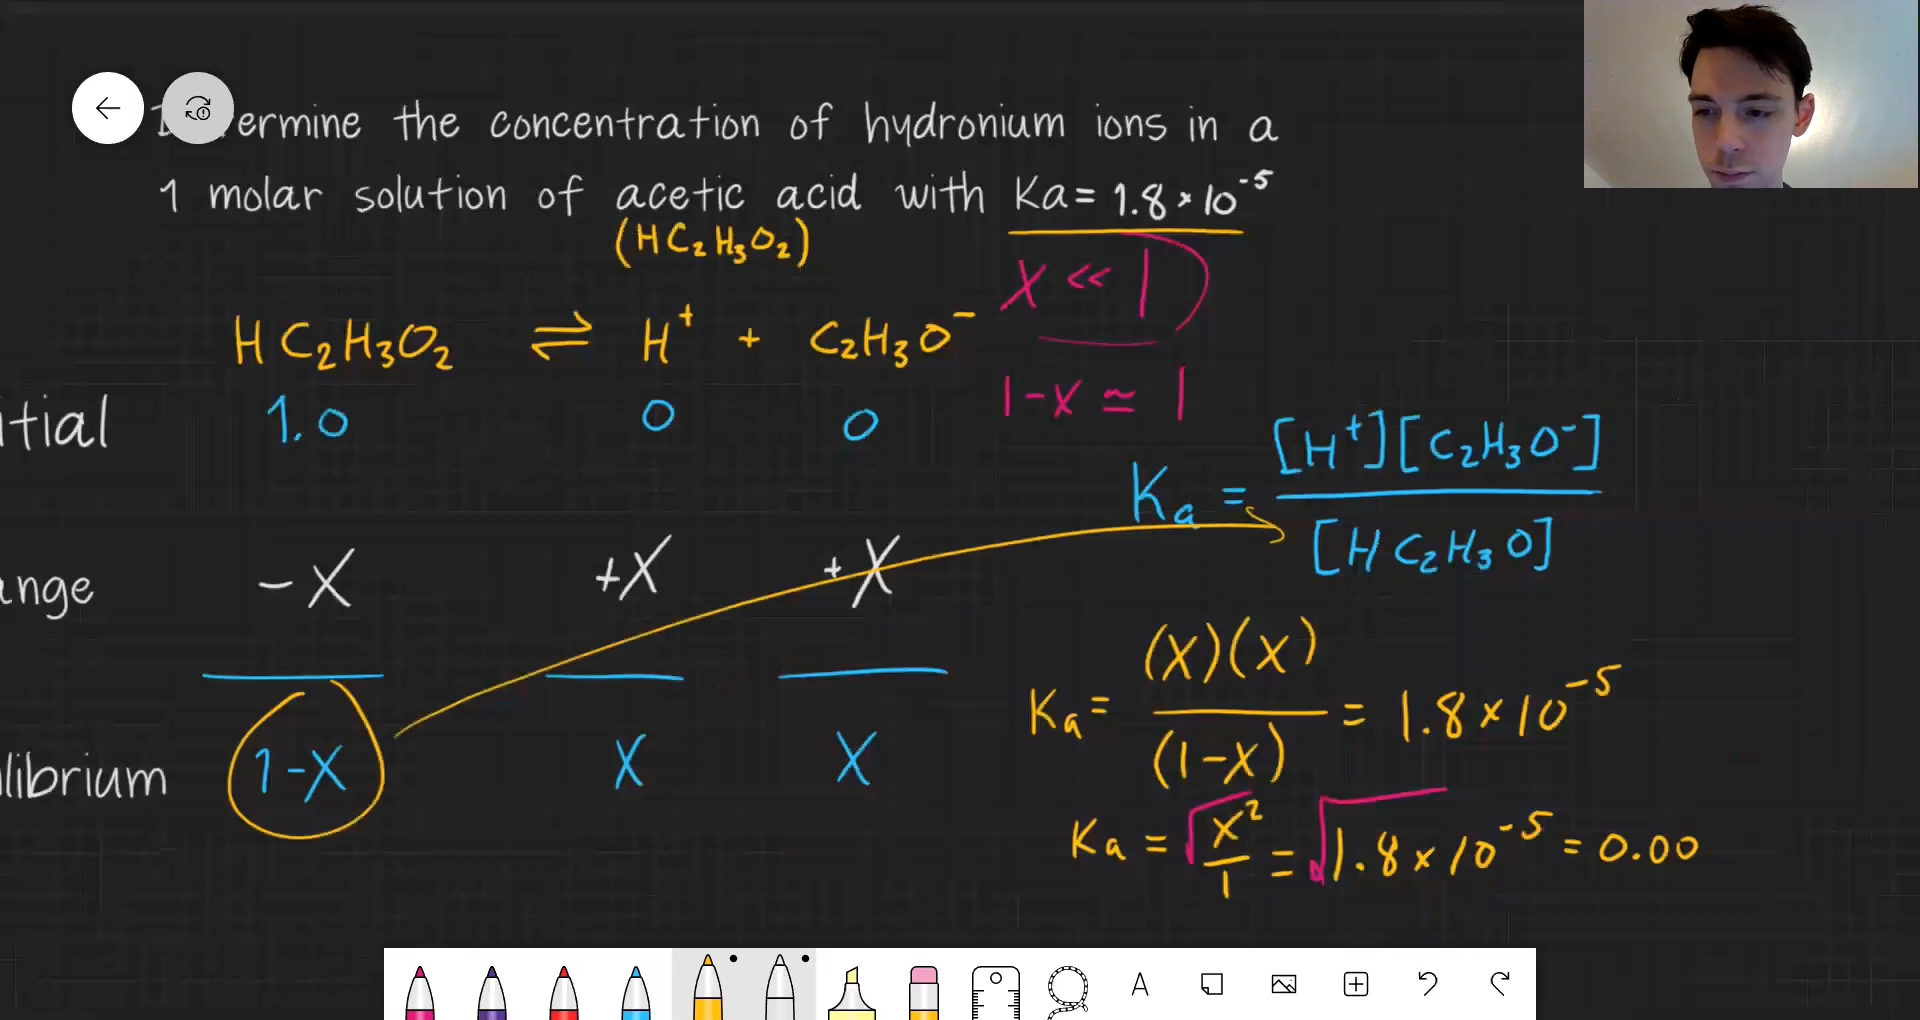 ermine the concentration of hydronium ions in a
1 molar solution of acetic acid with Ka = 1.8 × 10⁻⁵
(HC₂H₃O₂)
X << 1
HC₂H₃O₂ ⇌ H⁺ + C₂H₃O⁻
1-X ≃ 1
itial 1.0 0 0
Ka = [H⁺][C₂H₃O⁻]
[HC₂H₃O]
ange -X +X +X
Ka = (X)(X) = 1.8 × 10⁻⁵
(1-X)
librium 1-X X X
Ka = √X²/1 = √1.8 × 10⁻⁵ = 0.00
A